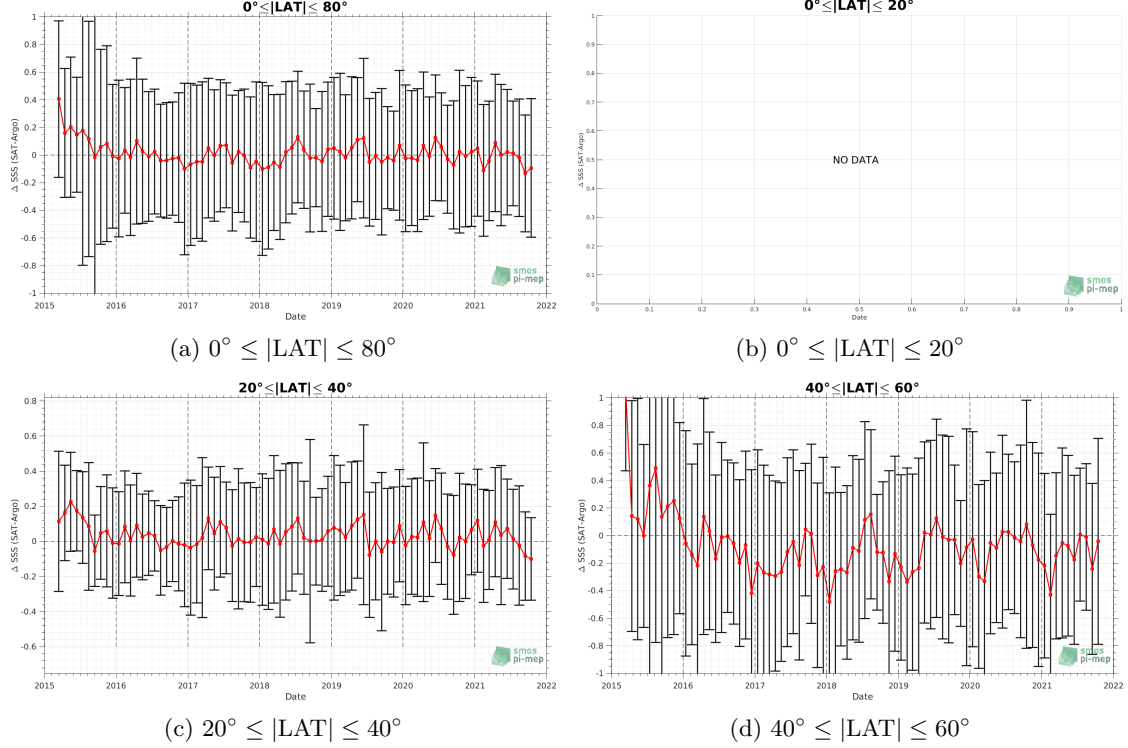 0°≤|LAT|≤ 80°
1
0.8
0.6
0.4
0.2
0
-0.2
-0.4
-0.6
-0.8
-1
Δ SSS (SAT-Argo)
2015 2016 2017 2018 2019 2020 2021 2022
Date
smos
pi-mep
(a) 0° ≤ |LAT| ≤ 80°
0°≤|LAT|≤ 20°
1
0.9
0.8
0.7
0.6
0.5
0.4
0.3
0.2
0.1
0
Δ SSS (SAT-Argo)
NO DATA
0 0.1 0.2 0.3 0.4 0.5 0.6 0.7 0.8 0.9 1
Date
smos
pi-mep
(b) 0° ≤ |LAT| ≤ 20°
20°≤|LAT|≤ 40°
0.8
0.6
0.4
0.2
0
-0.2
-0.4
-0.6
Δ SSS (SAT-Argo)
2015 2016 2017 2018 2019 2020 2021 2022
Date
smos
pi-mep
(c) 20° ≤ |LAT| ≤ 40°
40°≤|LAT|≤ 60°
1
0.8
0.6
0.4
0.2
0
-0.2
-0.4
-0.6
-0.8
-1
Δ SSS (SAT-Argo)
2015 2016 2017 2018 2019 2020 2021 2022
Date
smos
pi-mep
(d) 40° ≤ |LAT| ≤ 60°